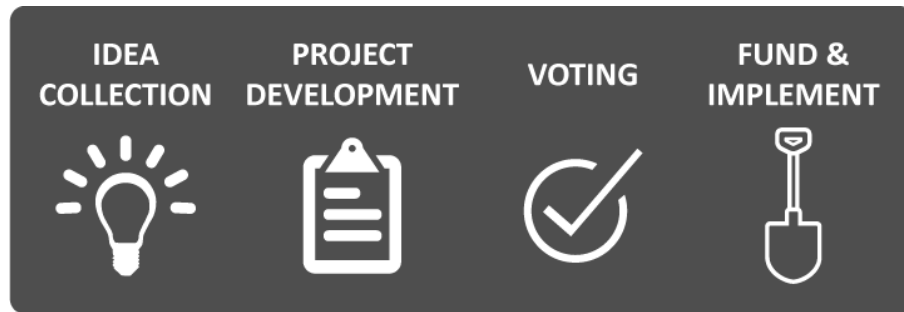 IDEA
COLLECTION
PROJECT
DEVELOPMENT
VOTING
FUND &
IMPLEMENT